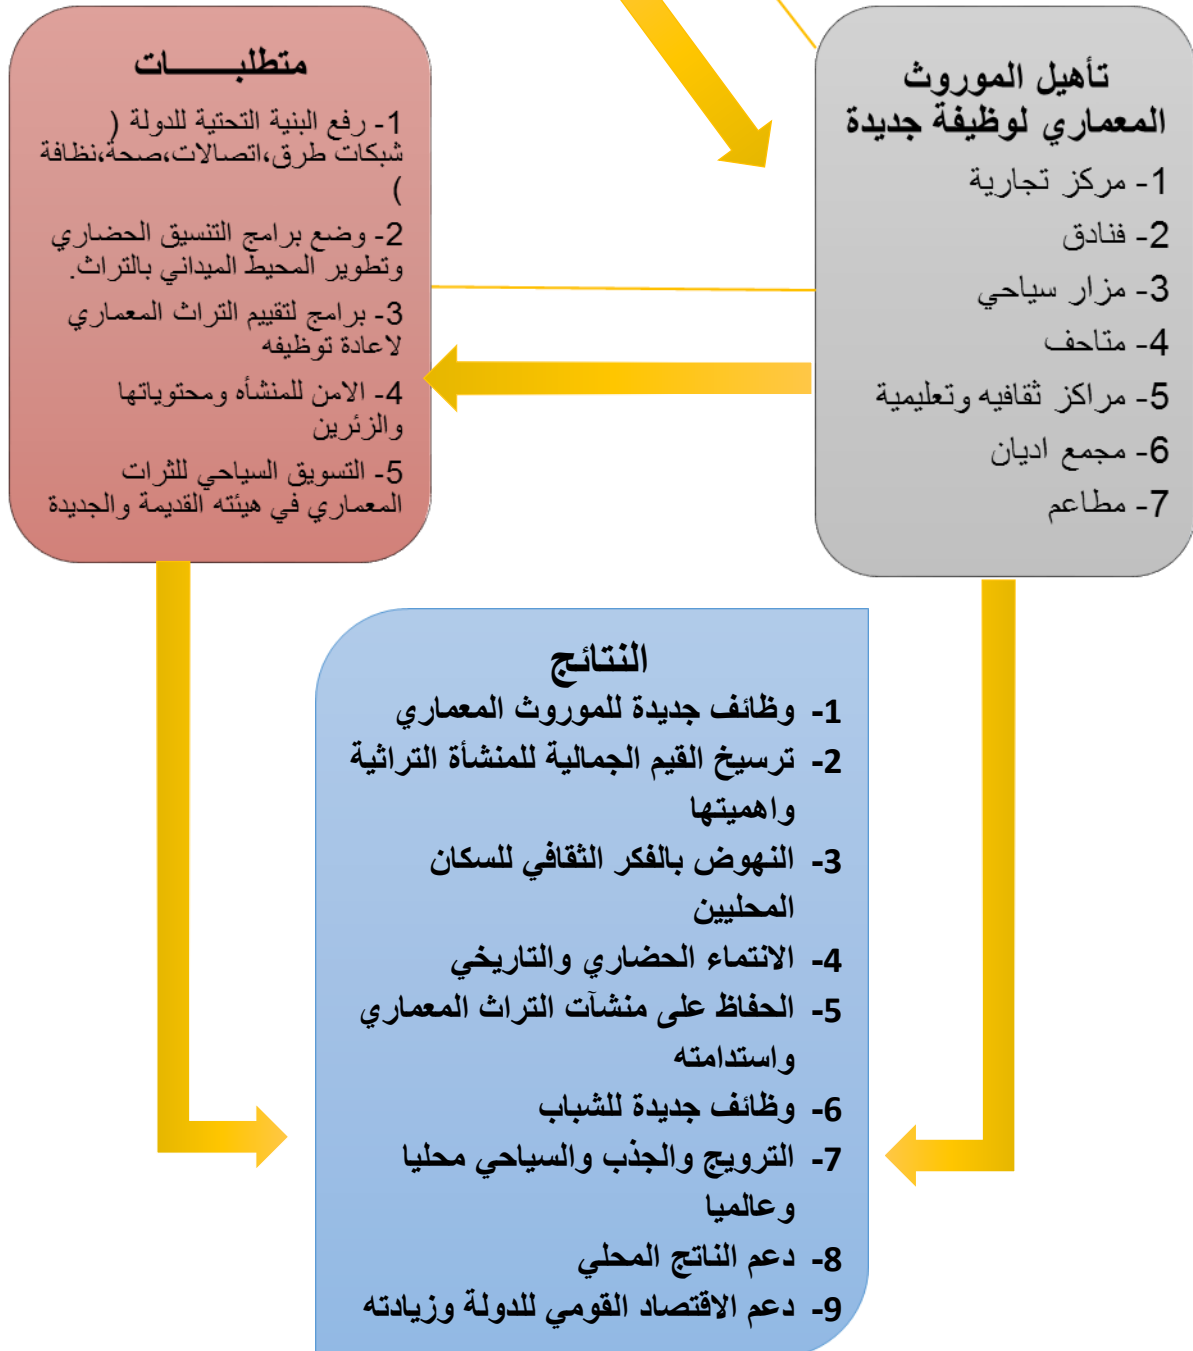 تأهيل الموروث
المعماري لوظيفة جديدة
1- مركز تجارية
2- فنادق
3- مزار سياحي
4- متاحف
5- مراكز ثقافيه وتعليمية
6- مجمع اديان
7- مطاعم
متطلبـــــــات
1- رفع البنية التحتية للدولة (
شبكات طرق،اتصالات،صحة،نظافة
)
2- وضع برامج التنسيق الحضاري
وتطوير المحيط الميداني بالتراث.
3- برامج لتقييم التراث المعماري
لاعادة توظيفه
4- الامن للمنشأه ومحتوياتها
والزئرين
5- التسويق السياحي للثرات
المعماري في هيئته القديمة والجديدة
النتائج
1- وظائف جديدة للموروث المعماري
2- ترسيخ القيم الجمالية للمنشأة التراثية
واهميتها
3- النهوض بالفكر الثقافي للسكان
المحليين
4- الانتماء الحضاري والتاريخي
5- الحفاظ على منشآت التراث المعماري
واستدامته
6- وظائف جديدة للشباب
7- الترويج والجذب والسياحي محليا
وعالميا
8- دعم الناتج المحلي
9- دعم الاقتصاد القومي للدولة وزيادته